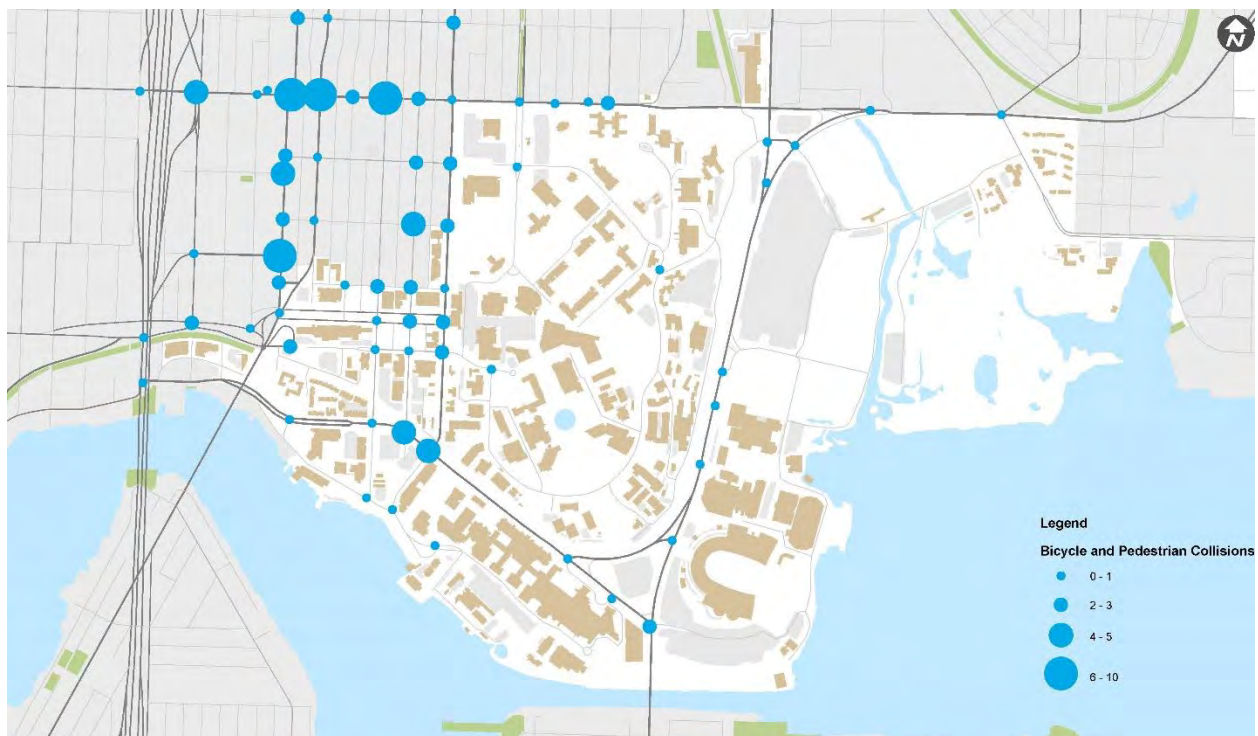 N
Legend
Bicycle and Pedestrian Collisions
0 - 1
2 - 3
4 - 5
6 - 10